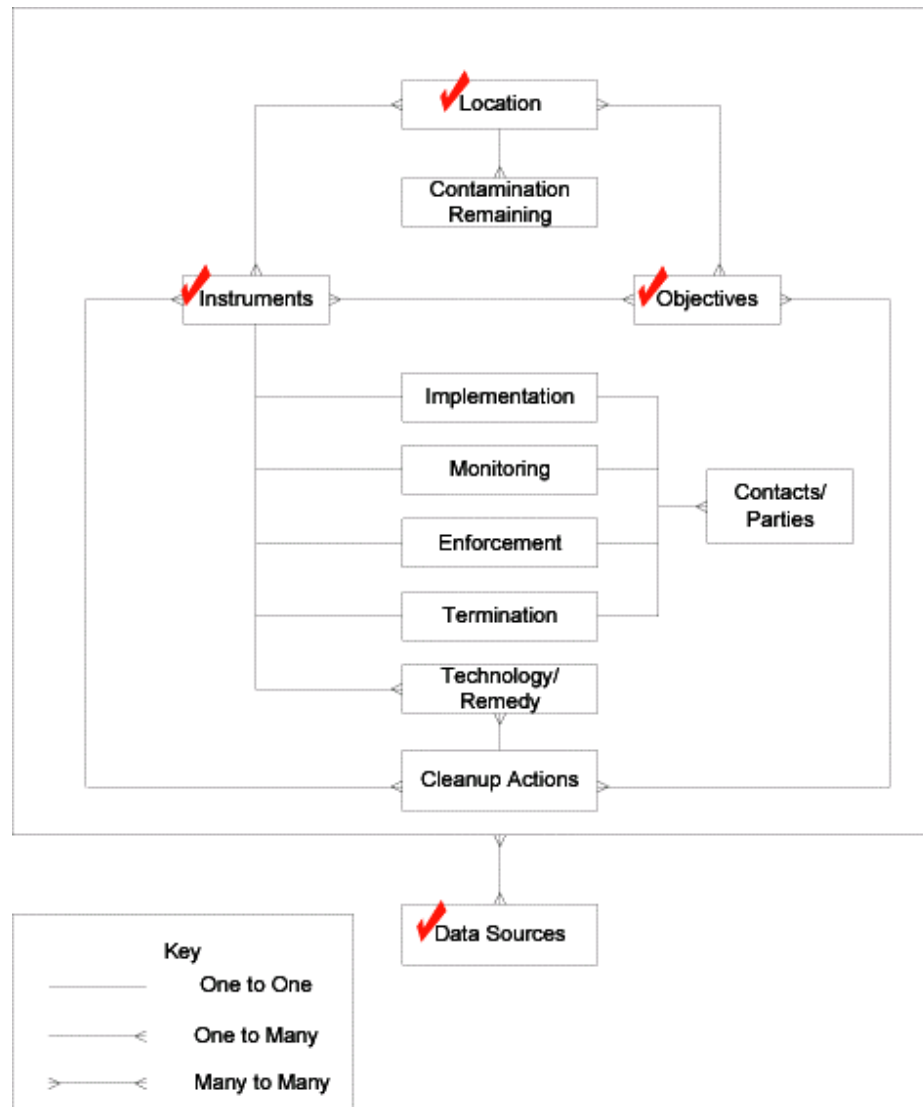 Location
Contamination
Remaining
Instruments
Objectives
Implementation
Monitoring
Contacts/
Parties
Enforcement
Termination
Technology/
Remedy
Cleanup Actions
Data Sources
Key
One to One
One to Many
Many to Many